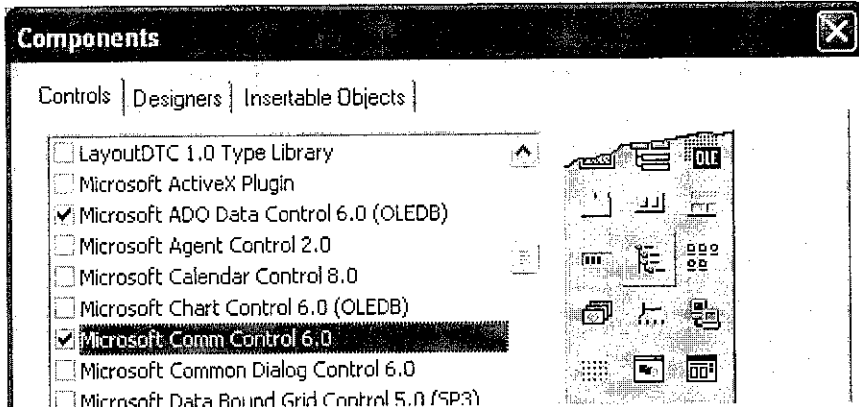 Components
Controls Designers Insertable Objects
LayoutDTC 1.0 Type Library
Microsoft ActiveX Plugin
Microsoft ADO Data Control 6.0 (OLEDB)
Microsoft Agent Control 2.0
Microsoft Calendar Control 8.0
Microsoft Chart Control 6.0 (OLEDB)
Microsoft Comm Control 6.0
Microsoft Common Dialog Control 6.0
Microsoft Data Bound Grid Control 5.0 (SP3)
OLE